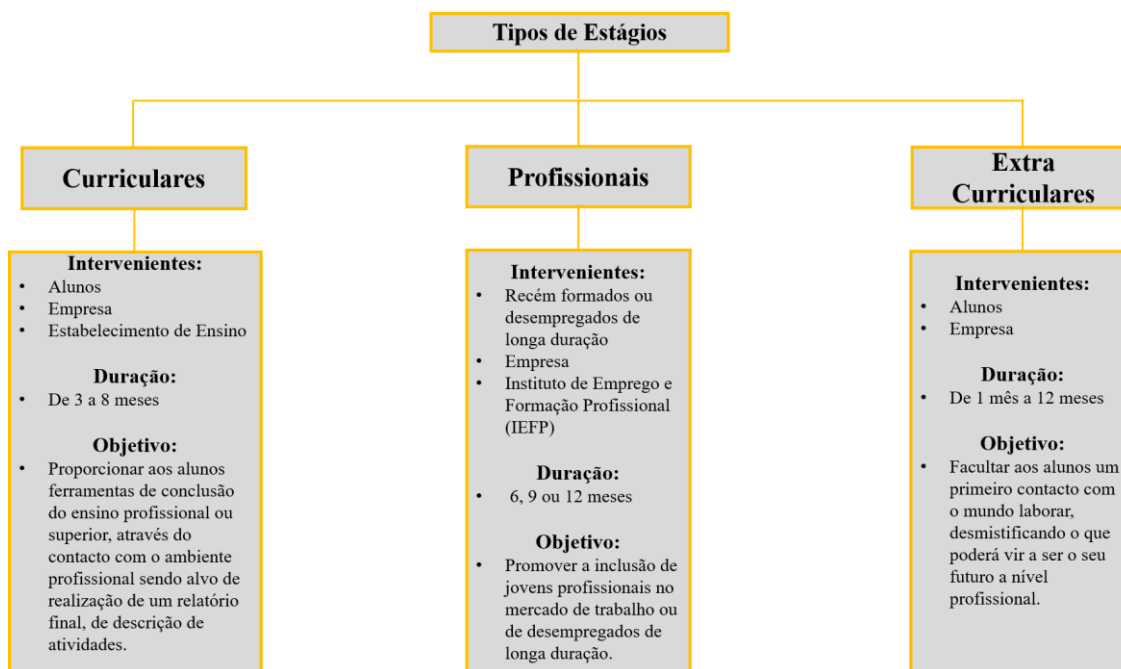 Tipos de Estágios
Curriculares
Intervenientes:
• Alunos
• Empresa
• Estabelecimento de Ensino
Duração:
• De 3 a 8 meses
Objetivo:
• Proporcionar aos alunos
ferramentas de conclusão
do ensino profissional ou
superior, através do
contacto com o ambiente
profissional sendo alvo de
realização de um relatório
final, de descrição de
atividades.
Profissionais
Intervenientes:
• Recém formados ou
desempregados de
longa duração
• Empresa
• Instituto de Emprego e
Formação Profissional
(IEFP)
Duração:
• 6, 9 ou 12 meses
Objetivo:
• Promover a inclusão de
jovens profissionais no
mercado de trabalho ou
de desempregados de
longa duração.
Extra
Curriculares
Intervenientes:
• Alunos
• Empresa
Duração:
• De 1 mês a 12 meses
Objetivo:
• Facultar aos alunos um
primeiro contacto com
o mundo laborar,
desmistificando o que
poderá vir a ser o seu
futuro a nível
profissional.